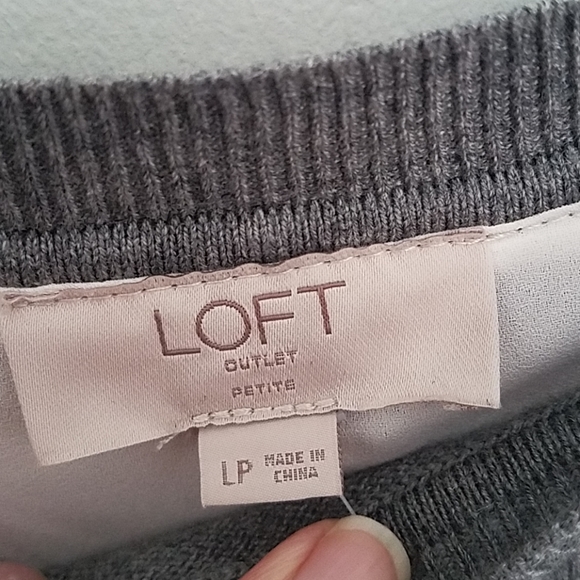 LOFT
OUTLET
PETITE
LP MADE IN
CHINA